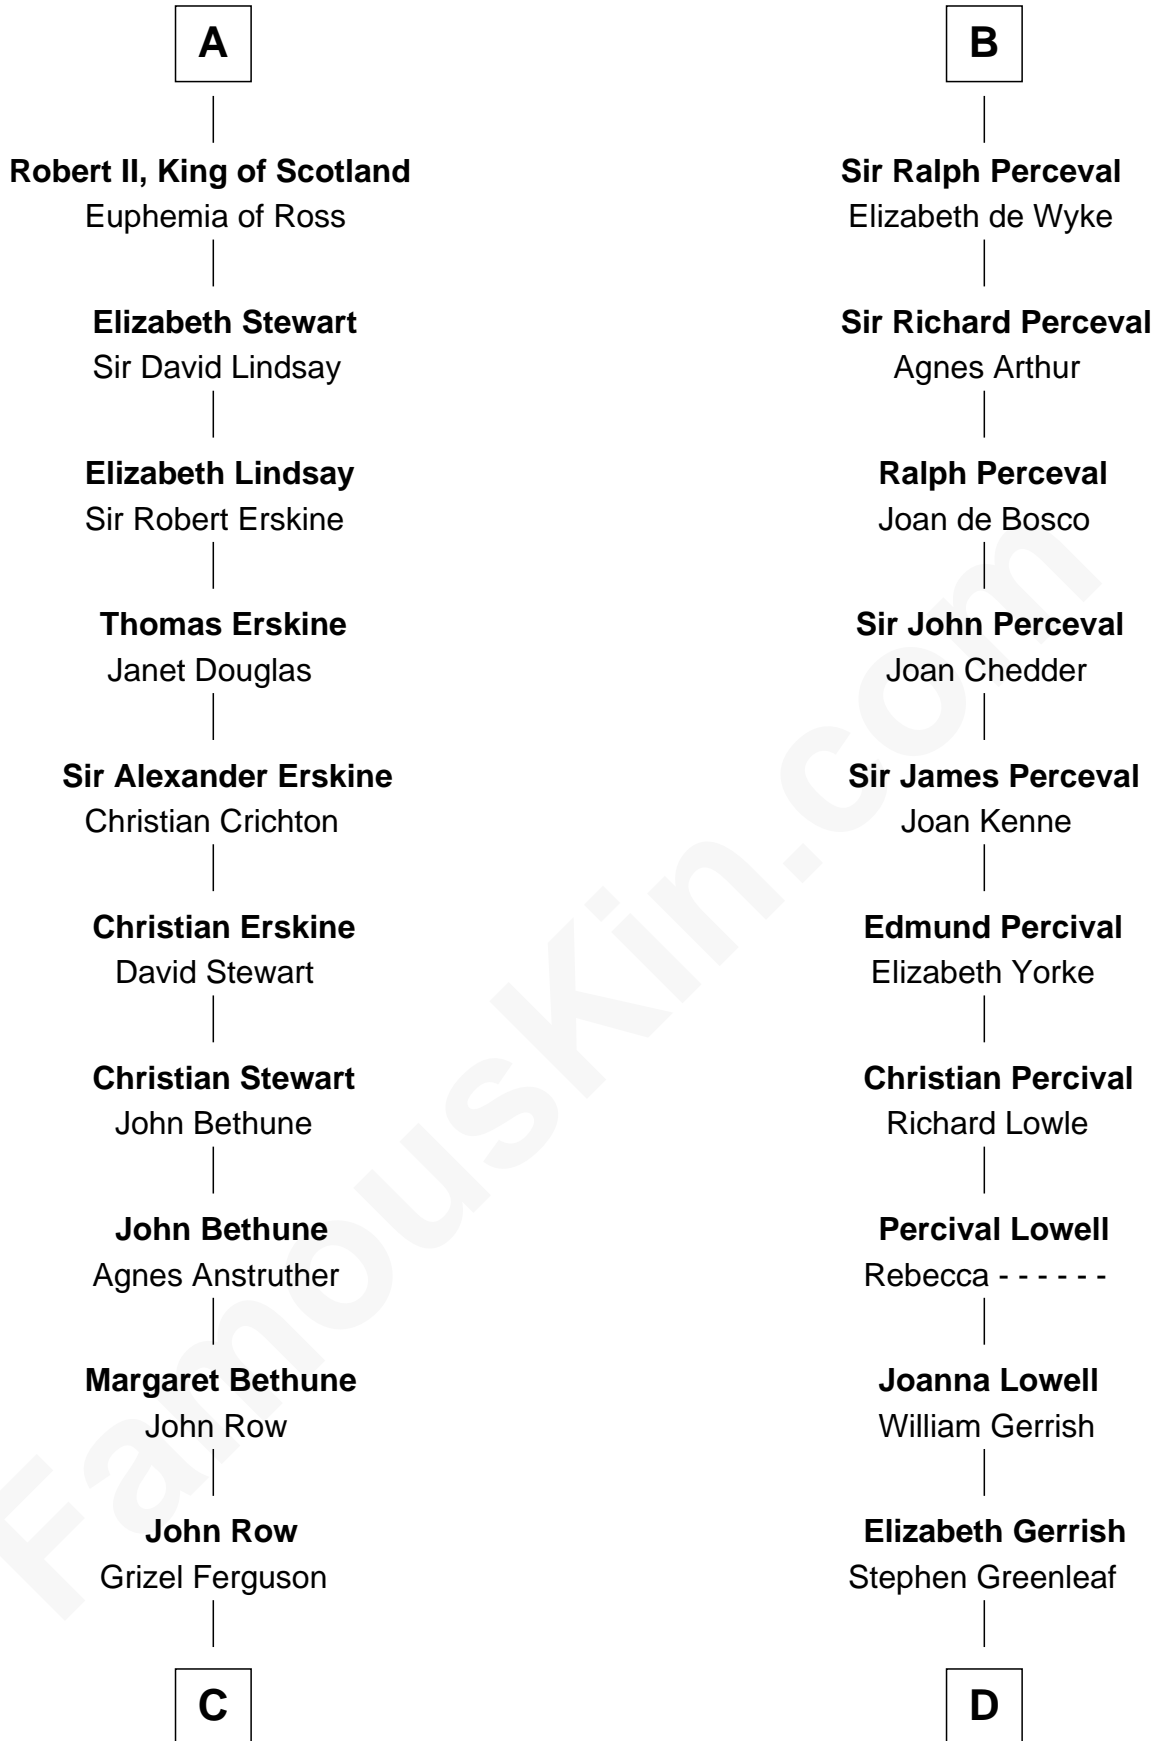 A
Robert II, King of Scotland
Euphemia of Ross
Elizabeth Stewart
Sir David Lindsay
Elizabeth Lindsay
Sir Robert Erskine
Thomas Erskine
Janet Douglas
Sir Alexander Erskine
Christian Crichton
Christian Erskine
David Stewart
Christian Stewart
John Bethune
John Bethune
Agnes Anstruther
Margaret Bethune
John Row
John Row
Grizel Ferguson
C
B
Sir Ralph Perceval
Elizabeth de Wyke
Sir Richard Perceval
Agnes Arthur
Ralph Perceval
Joan de Bosco
Sir John Perceval
Joan Chedder
Sir James Perceval
Joan Kenne
Edmund Percival
Elizabeth Yorke
Christian Percival
Richard Lowle
Percival Lowell
Rebecca - - - - - -
Joanna Lowell
William Gerrish
Elizabeth Gerrish
Stephen Greenleaf
D
FamousKin.com